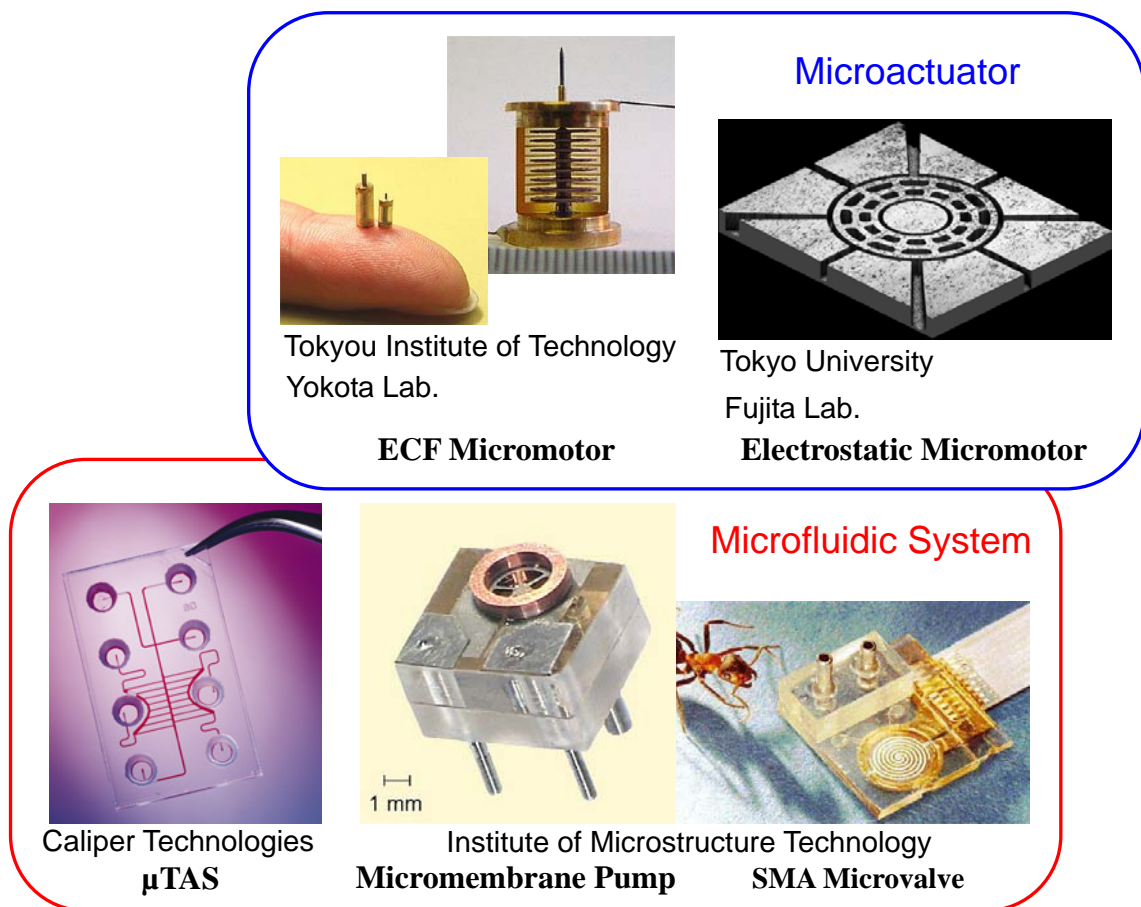 Microactuator
Tokyou Institute of Technology
Yokota Lab.
Tokyo University
Fujita Lab.
ECF Micromotor
Electrostatic Micromotor
Microfluidic System
1 mm
Caliper Technologies
Institute of Microstructure Technology
μTAS
Micromembrane Pump
SMA Microvalve